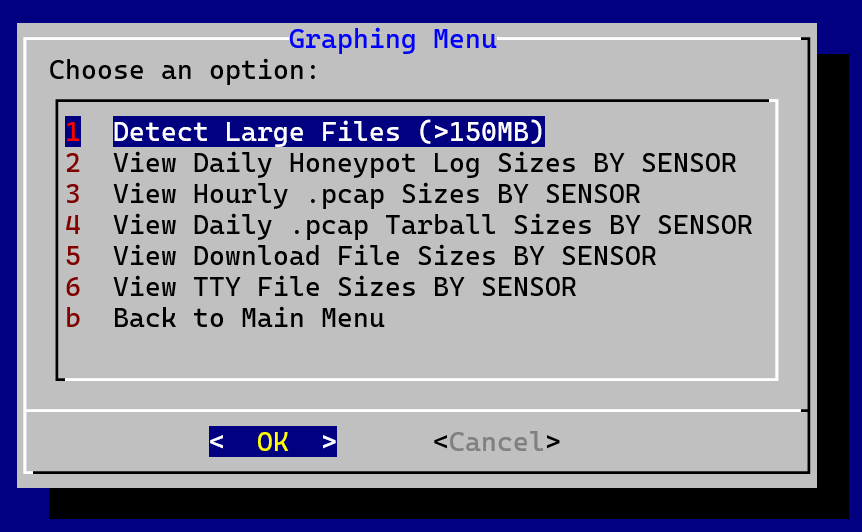 Graphing Menu
Choose an option:
1 Detect Large Files (>150MB)
2 View Daily Honeypot Log Sizes BY SENSOR
3 View Hourly .pcap Sizes BY SENSOR
4 View Daily .pcap Tarball Sizes BY SENSOR
5 View Download File Sizes BY SENSOR
6 View TTY File Sizes BY SENSOR
b Back to Main Menu
< OK > <Cancel>